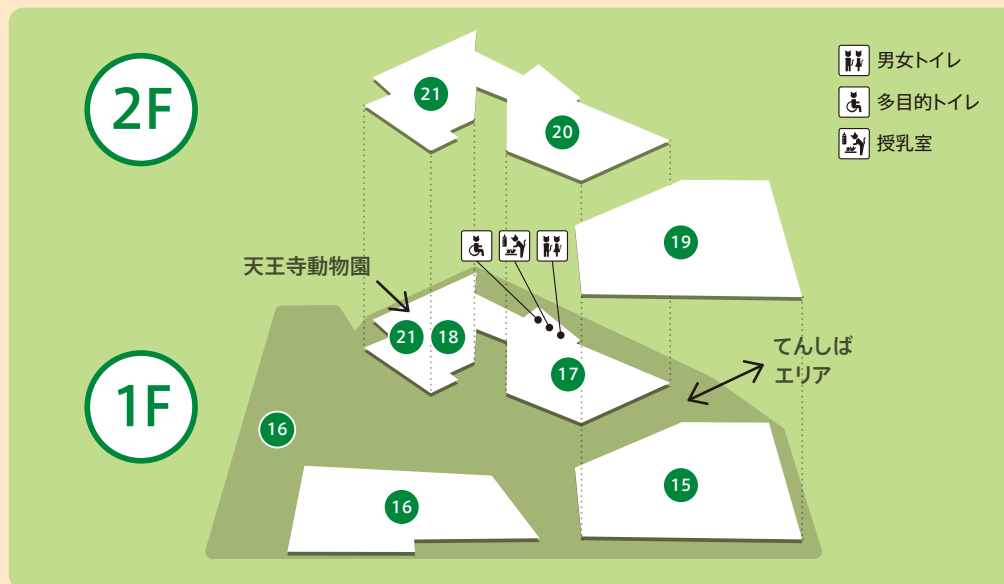 2F
21
20
男女トイレ
多目的トイレ
授乳室
19
天王寺動物園
21
18
17
てんしば
エリア
1F
16
16
15